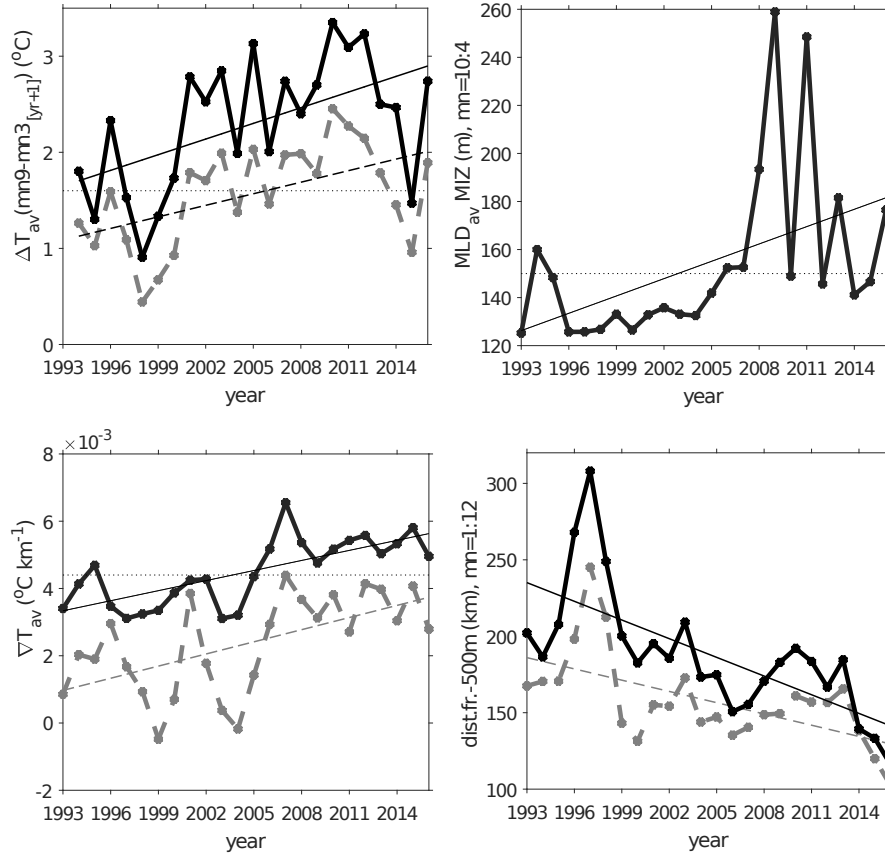 ΔT_av(mn9-mn3_[yr+1]) (°C)
3
2
1
0
1993 1996 1999 2002 2005 2008 2011 2014
year
MLD_av MIZ (m), mn=10:4
260
240
220
200
180
160
140
120
1993 1996 1999 2002 2005 2008 2011 2014
year
×10^-3
∇T_av (°C km^-1)
8
6
4
2
0
-2
1993 1996 1999 2002 2005 2008 2011 2014
year
dist.fr.-500m (km), mn=1:12
300
250
200
150
100
1993 1996 1999 2002 2005 2008 2011 2014
year